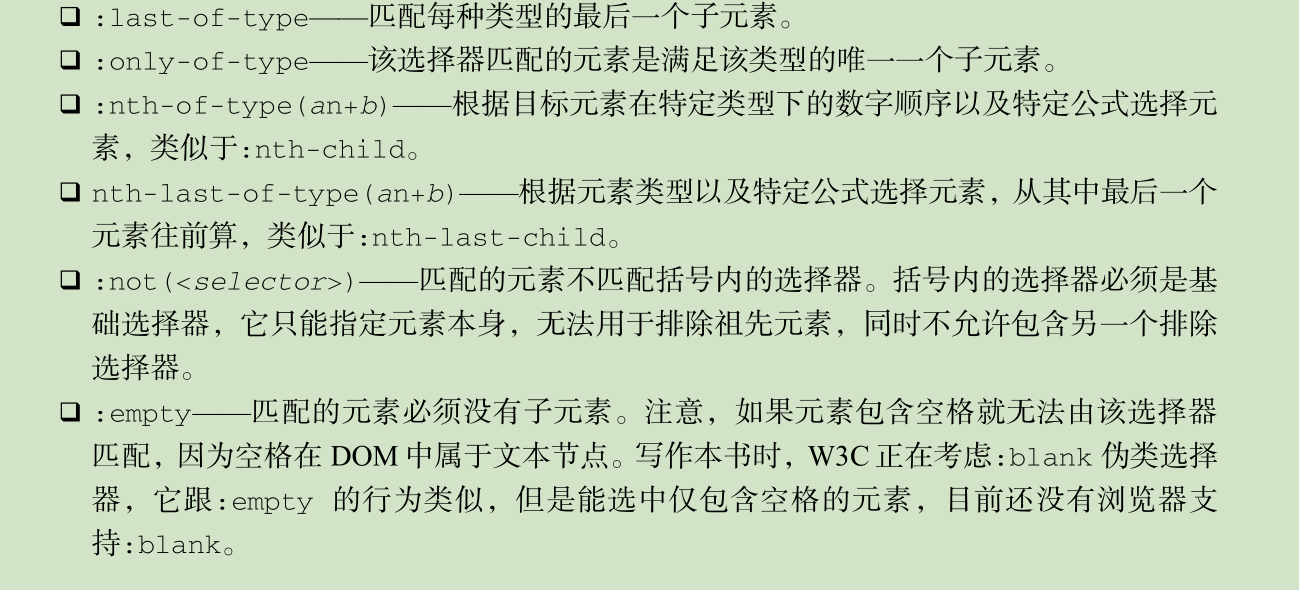 ❑ :last-of-type——匹配每种类型的最后一个子元素。
❑ :only-of-type——该选择器匹配的元素是满足该类型的唯一一个子元素。
❑ :nth-of-type(an+b)——根据目标元素在特定类型下的数字顺序以及特定公式选择元
素，类似于:nth-child。
❑ nth-last-of-type(an+b)——根据元素类型以及特定公式选择元素，从其中最后一个
元素往前算，类似于:nth-last-child。
❑ :not(<selector>)——匹配的元素不匹配括号内的选择器。括号内的选择器必须是基
础选择器，它只能指定元素本身，无法用于排除祖先元素，同时不允许包含另一个排除
选择器。
❑ :empty——匹配的元素必须没有子元素。注意，如果元素包含空格就无法由该选择器
匹配，因为空格在 DOM 中属于文本节点。写作本书时，W3C 正在考虑:blank 伪类选择
器，它跟:empty 的行为类似，但是能选中仅包含空格的元素，目前还没有浏览器支
持:blank。